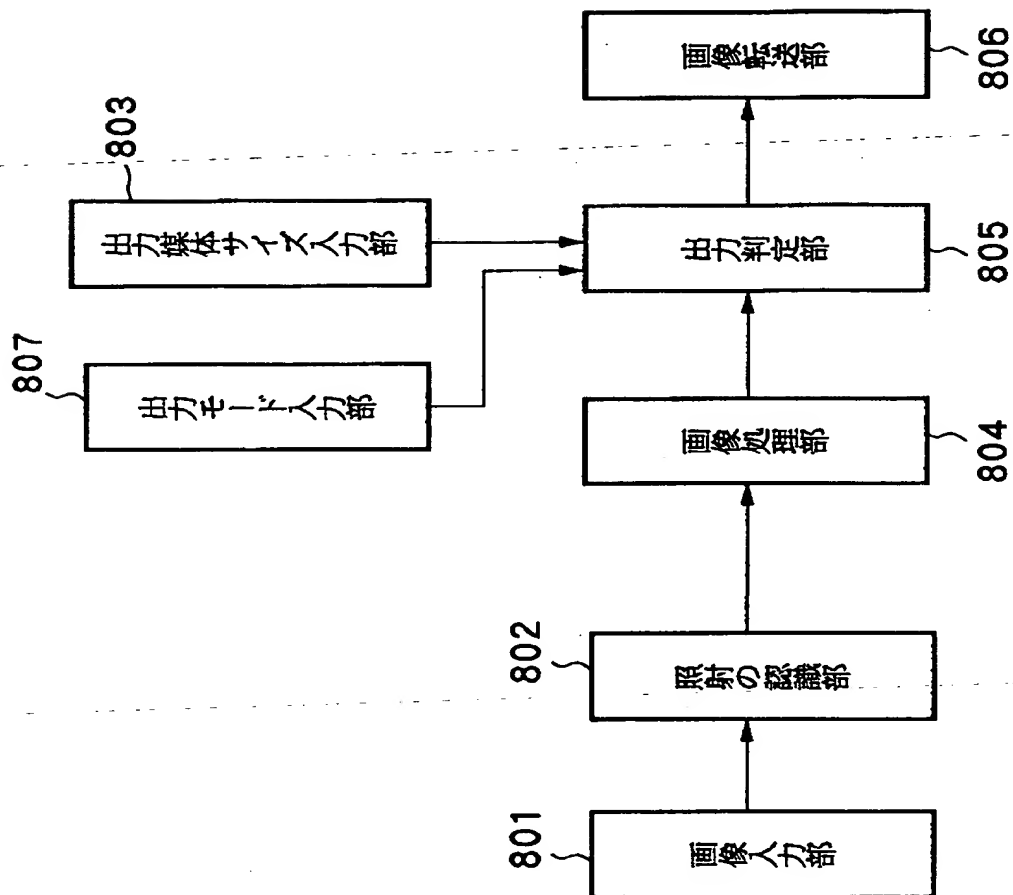 801
画像入力部
802
照射の認識部
804
画像処理部
807
出力モード入力部
803
出力媒体サイズ入力部
805
出力判定部
806
画像転送部